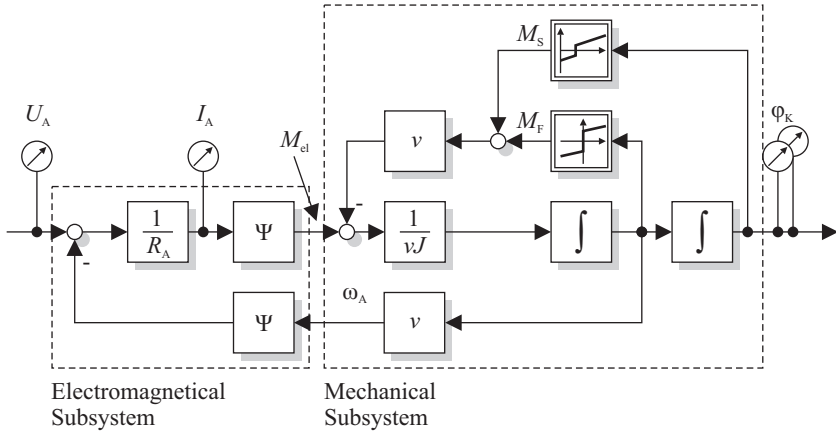 M_S
U_A
I_A
M_el
v
M_F
φ_K
-
1/R_A
Ψ
-
1/vJ
∫
∫
-
Ψ
ω_A
v
Electromagnetical
Subsystem
Mechanical
Subsystem